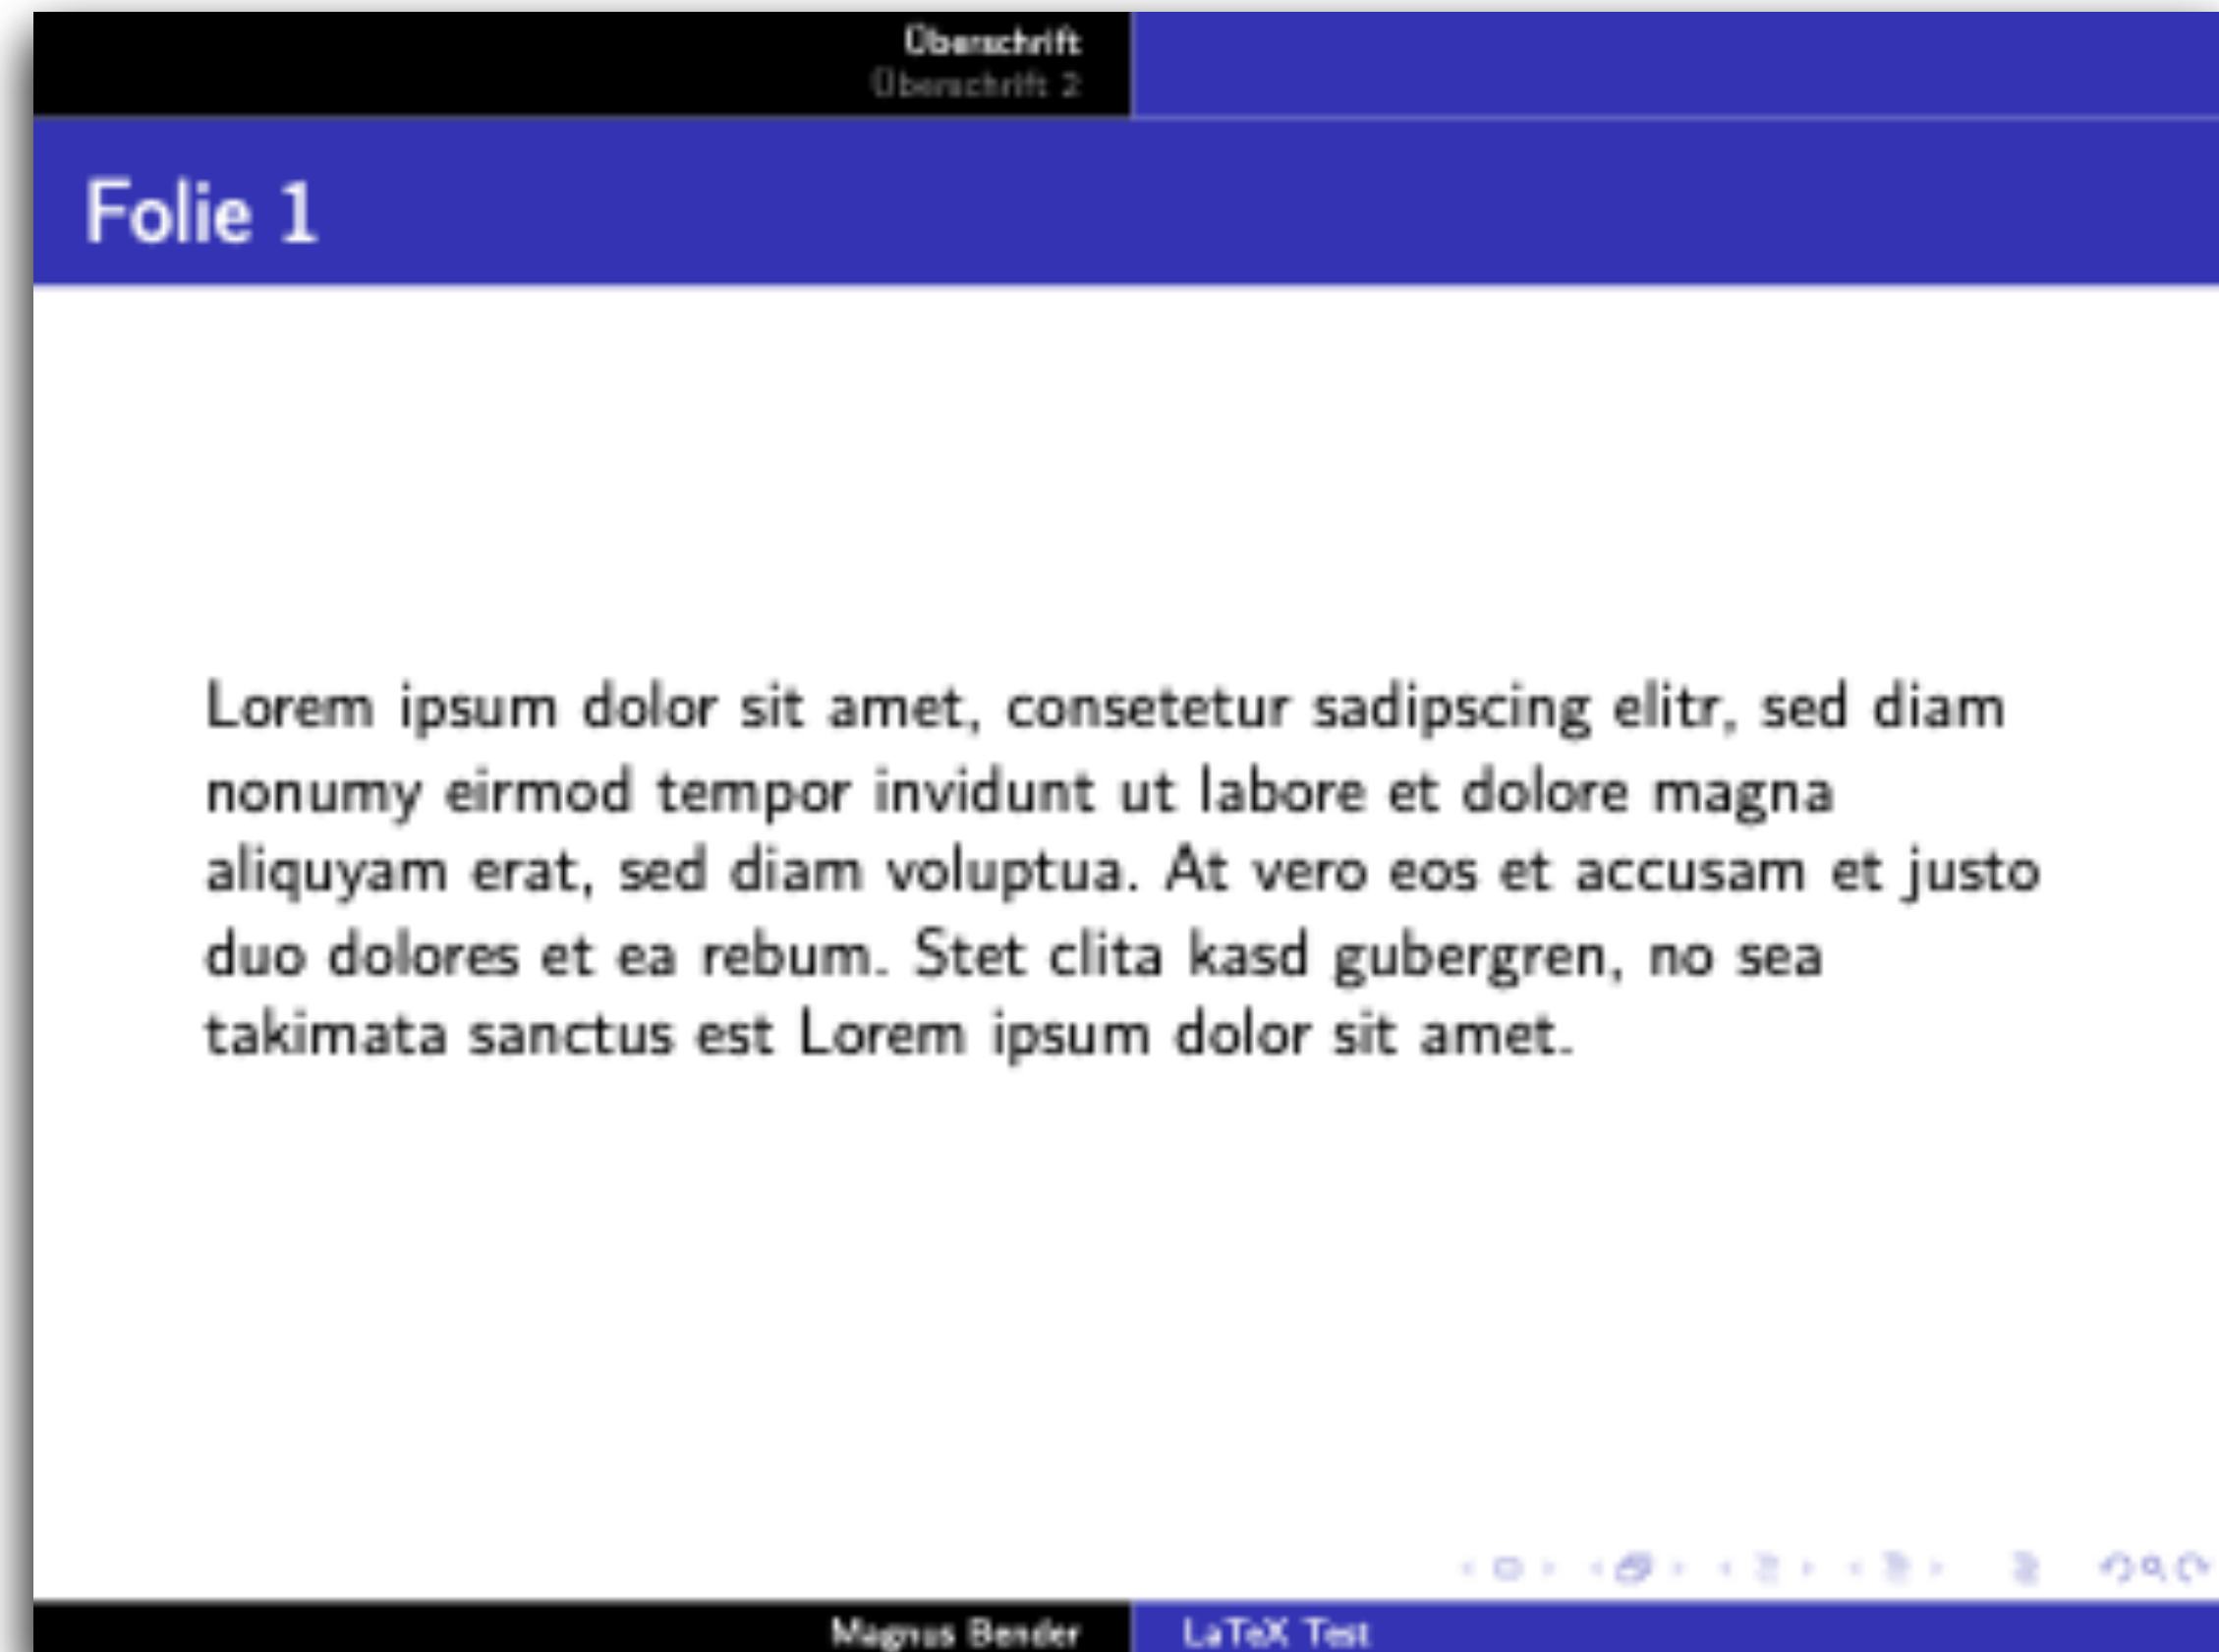 Überschrift
Überschrift 2
Folie 1
Lorem ipsum dolor sit amet, consetetur sadipscing elitr, sed diam
nonumy eirmod tempor invidunt ut labore et dolore magna
aliquyam erat, sed diam voluptua. At vero eos et accusam et justo
duo dolores et ea rebum. Stet clita kasd gubergren, no sea
takimata sanctus est Lorem ipsum dolor sit amet.
Magnus Bender LaTeX Test